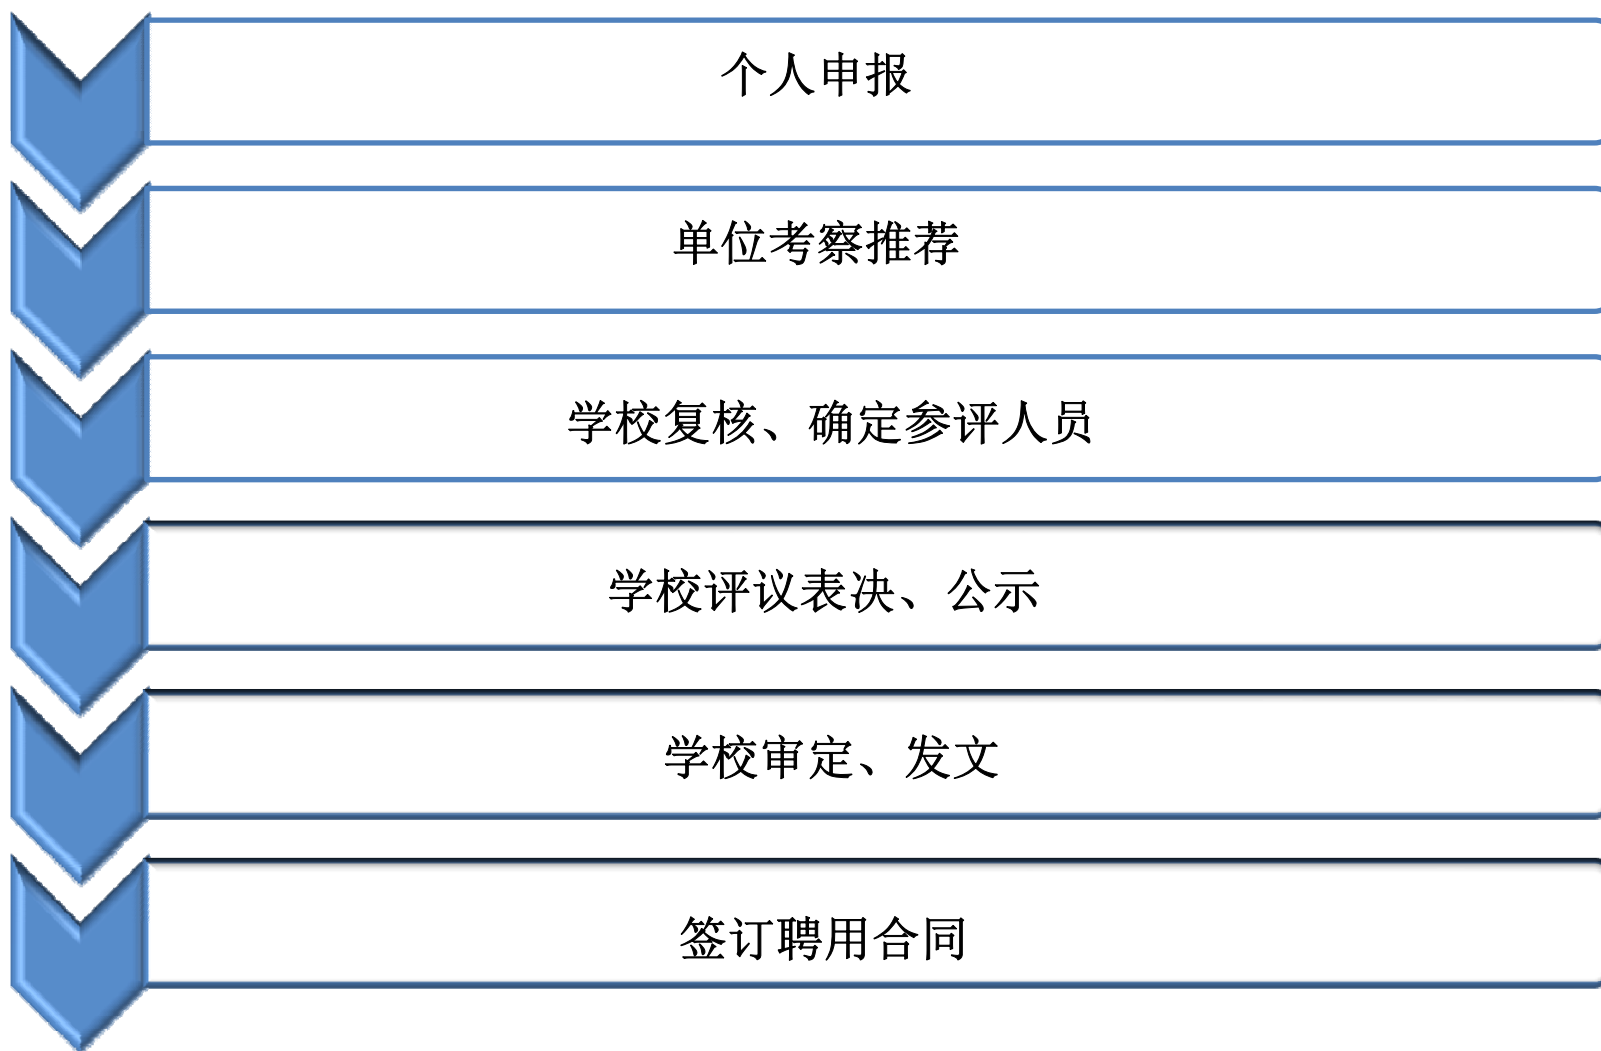 个人申报
单位考察推荐
学校复核、确定参评人员
学校评议表决、公示
学校审定、发文
签订聘用合同